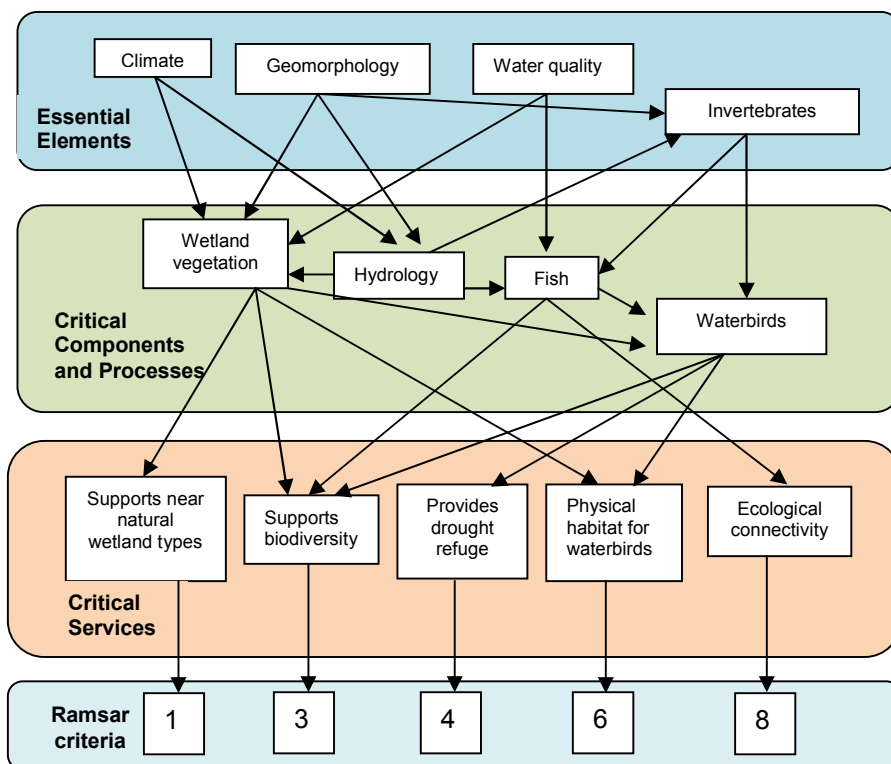 Climate
Geomorphology
Water quality
Invertebrates
Essential
Elements
Wetland
vegetation
Hydrology
Fish
Waterbirds
Critical
Components
and Processes
Supports near
natural
wetland types
Supports
biodiversity
Provides
drought
refuge
Physical
habitat for
waterbirds
Ecological
connectivity
Critical
Services
Ramsar
criteria
1
3
4
6
8